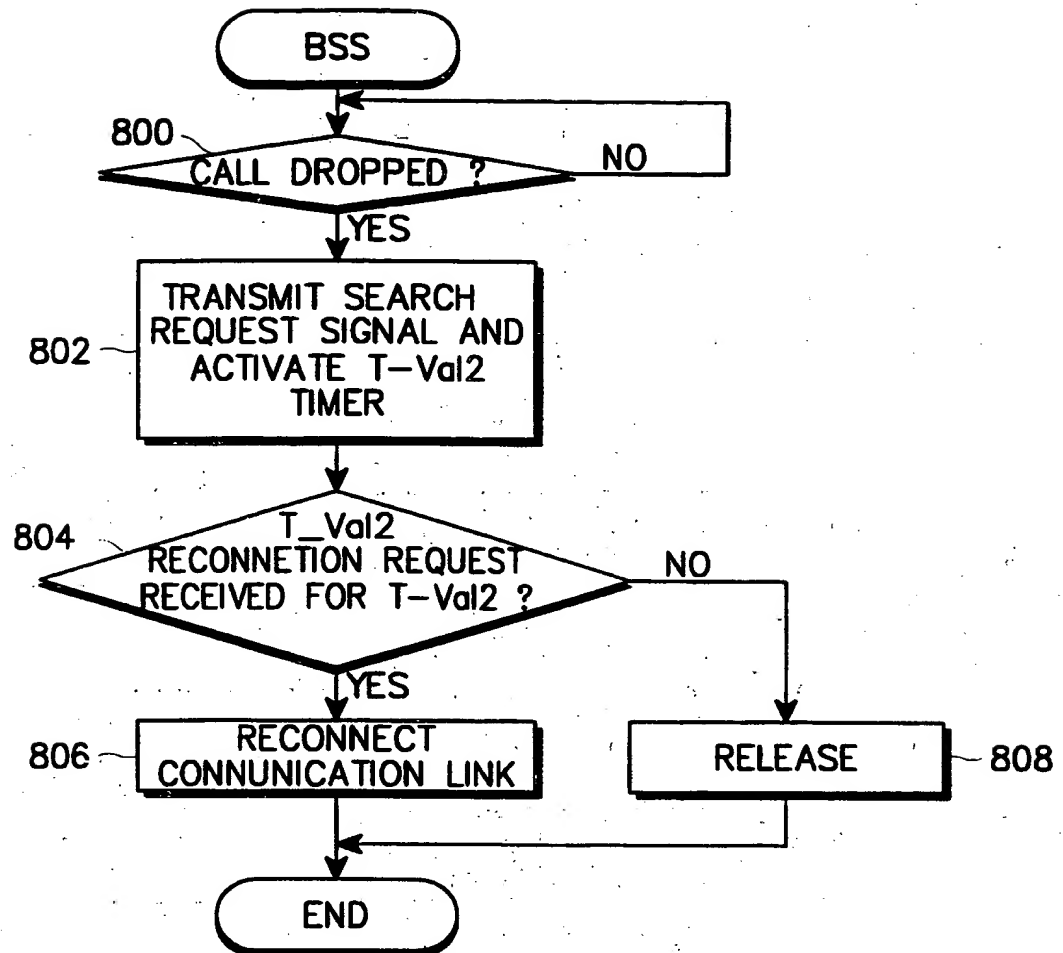 BSS
800
CALL DROPPED ?
NO
YES
TRANSMIT SEARCH
REQUEST SIGNAL AND
ACTIVATE T-Val2
TIMER
802
804
T_Val2
RECONNETION REQUEST
RECEIVED FOR T-Val2 ?
NO
YES
806
RECONNECT
CONNUNICATION LINK
RELEASE
808
END